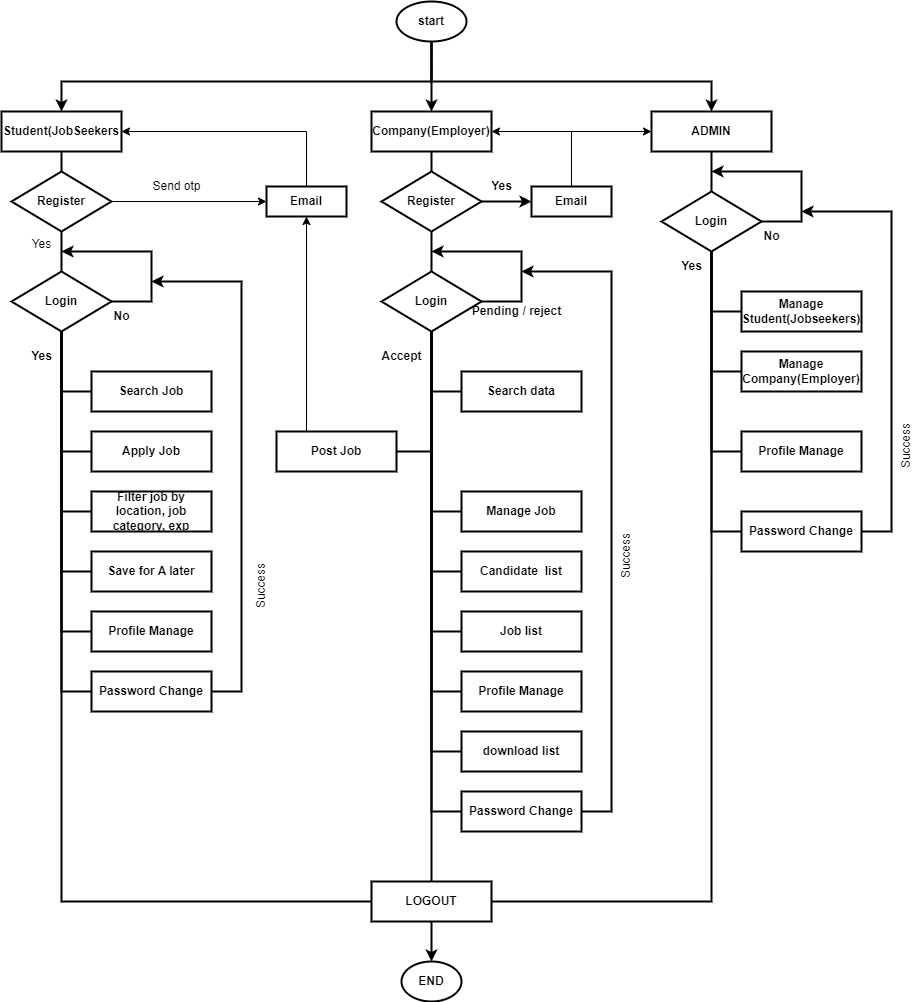 start
Student(JobSeekers
Company(Employer)
ADMIN
Register
Send otp
Email
Register
Yes
Email
Login
No
Yes
Yes
Login
No
Yes
Login
Pending / reject
Accept
Manage
Student(Jobseekers)
Manage
Company(Employer)
Profile Manage
Password Change
Success
Search Job
Apply Job
Filter job by
location, job
category, exp
Save for A later
Profile Manage
Password Change
Success
Search data
Post Job
Manage Job
Candidate  list
Job list
Profile Manage
download list
Password Change
Success
LOGOUT
END